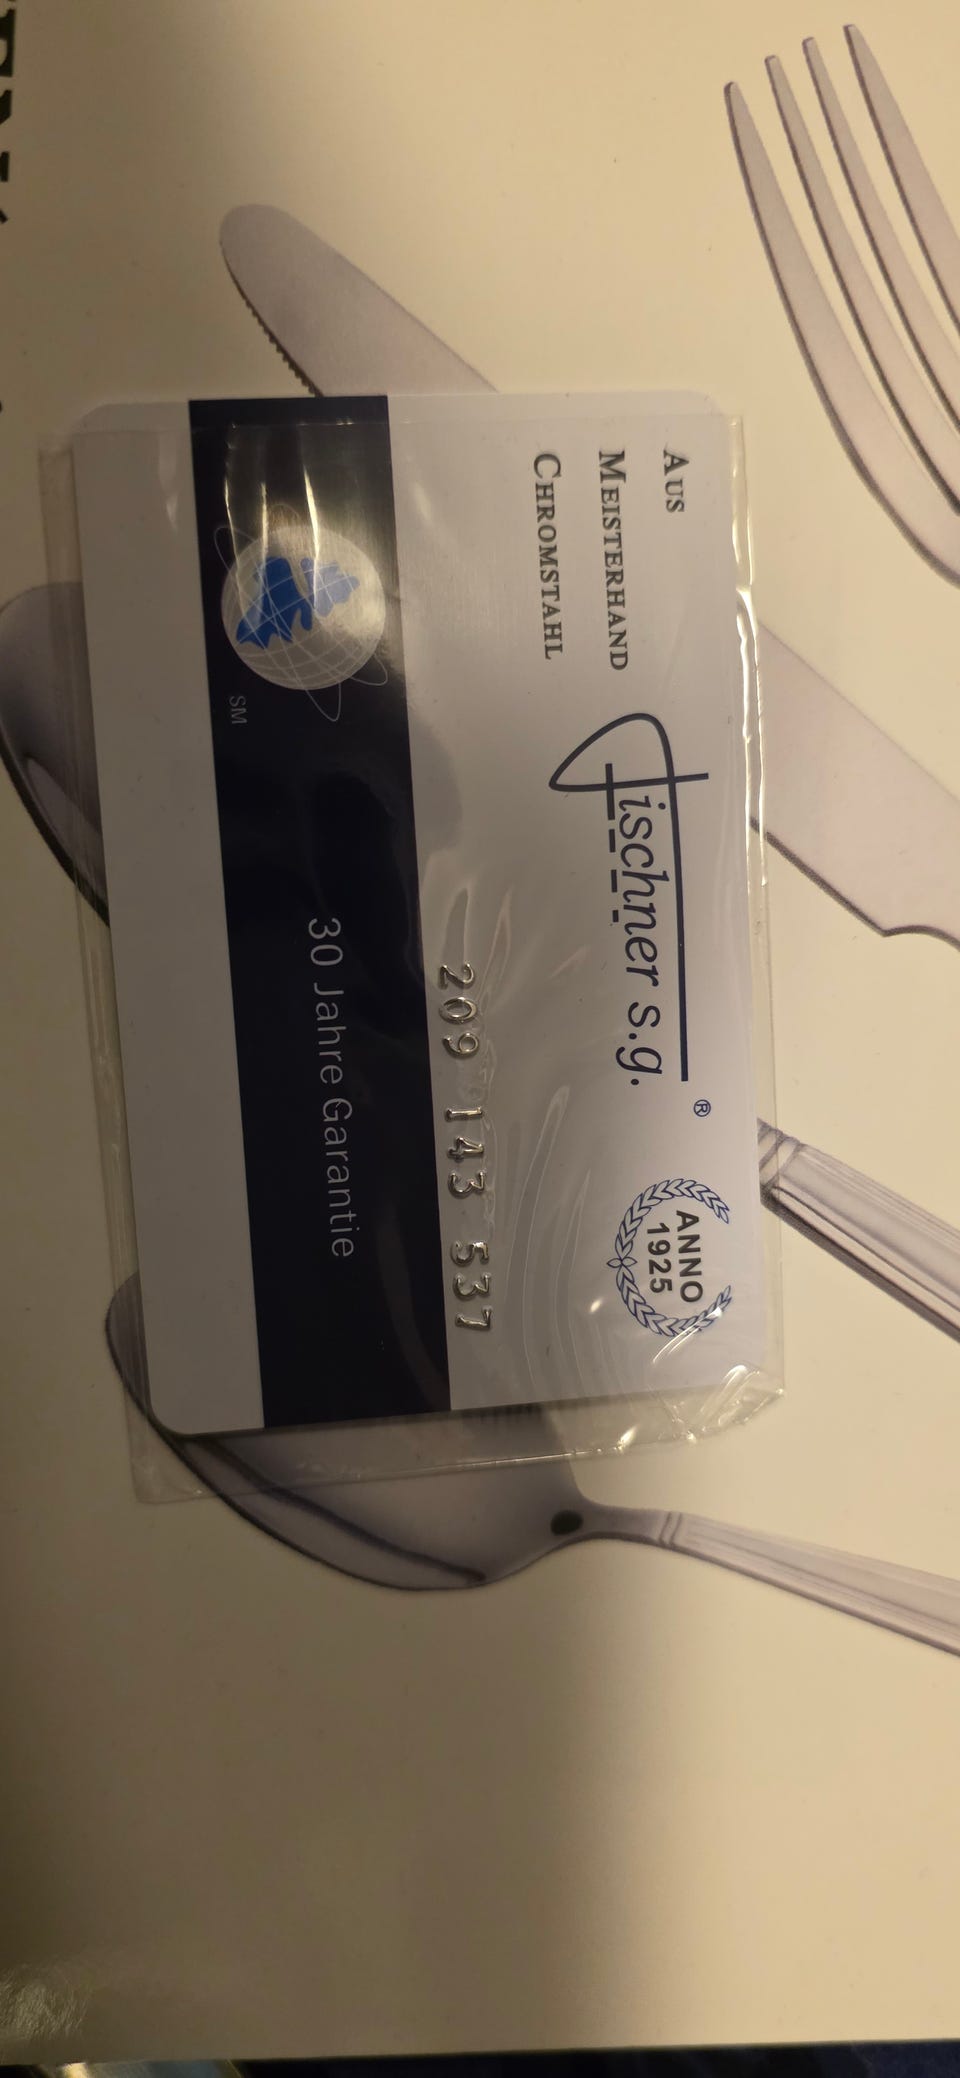 AUS
MEISTERHAND
CHROMSTAHL
Fischner s.g. ®
ANNO
1925
209 143 537
30 Jahre Garantie
SM